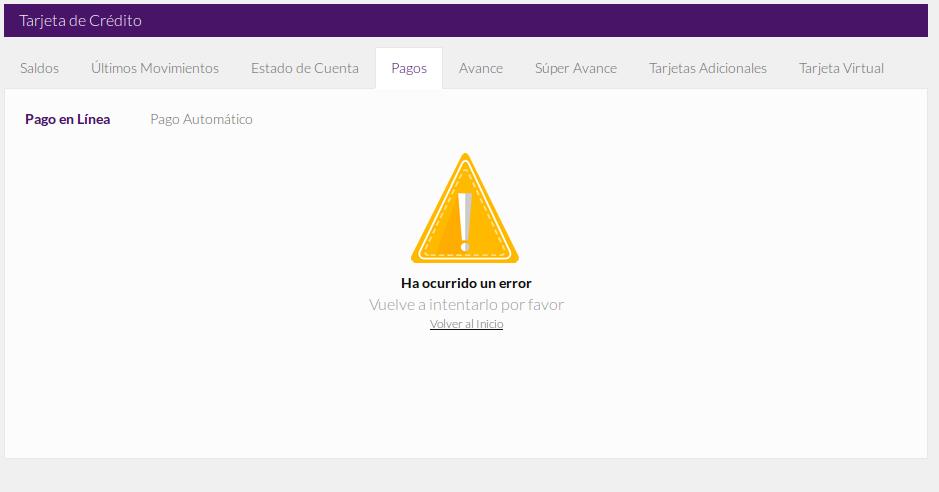 Tarjeta de Crédito
Saldos Últimos Movimientos Estado de Cuenta Pagos Avance Súper Avance Tarjetas Adicionales Tarjeta Virtual
Pago en Línea Pago Automático
Ha ocurrido un error
Vuelve a intentarlo por favor
Volver al Inicio